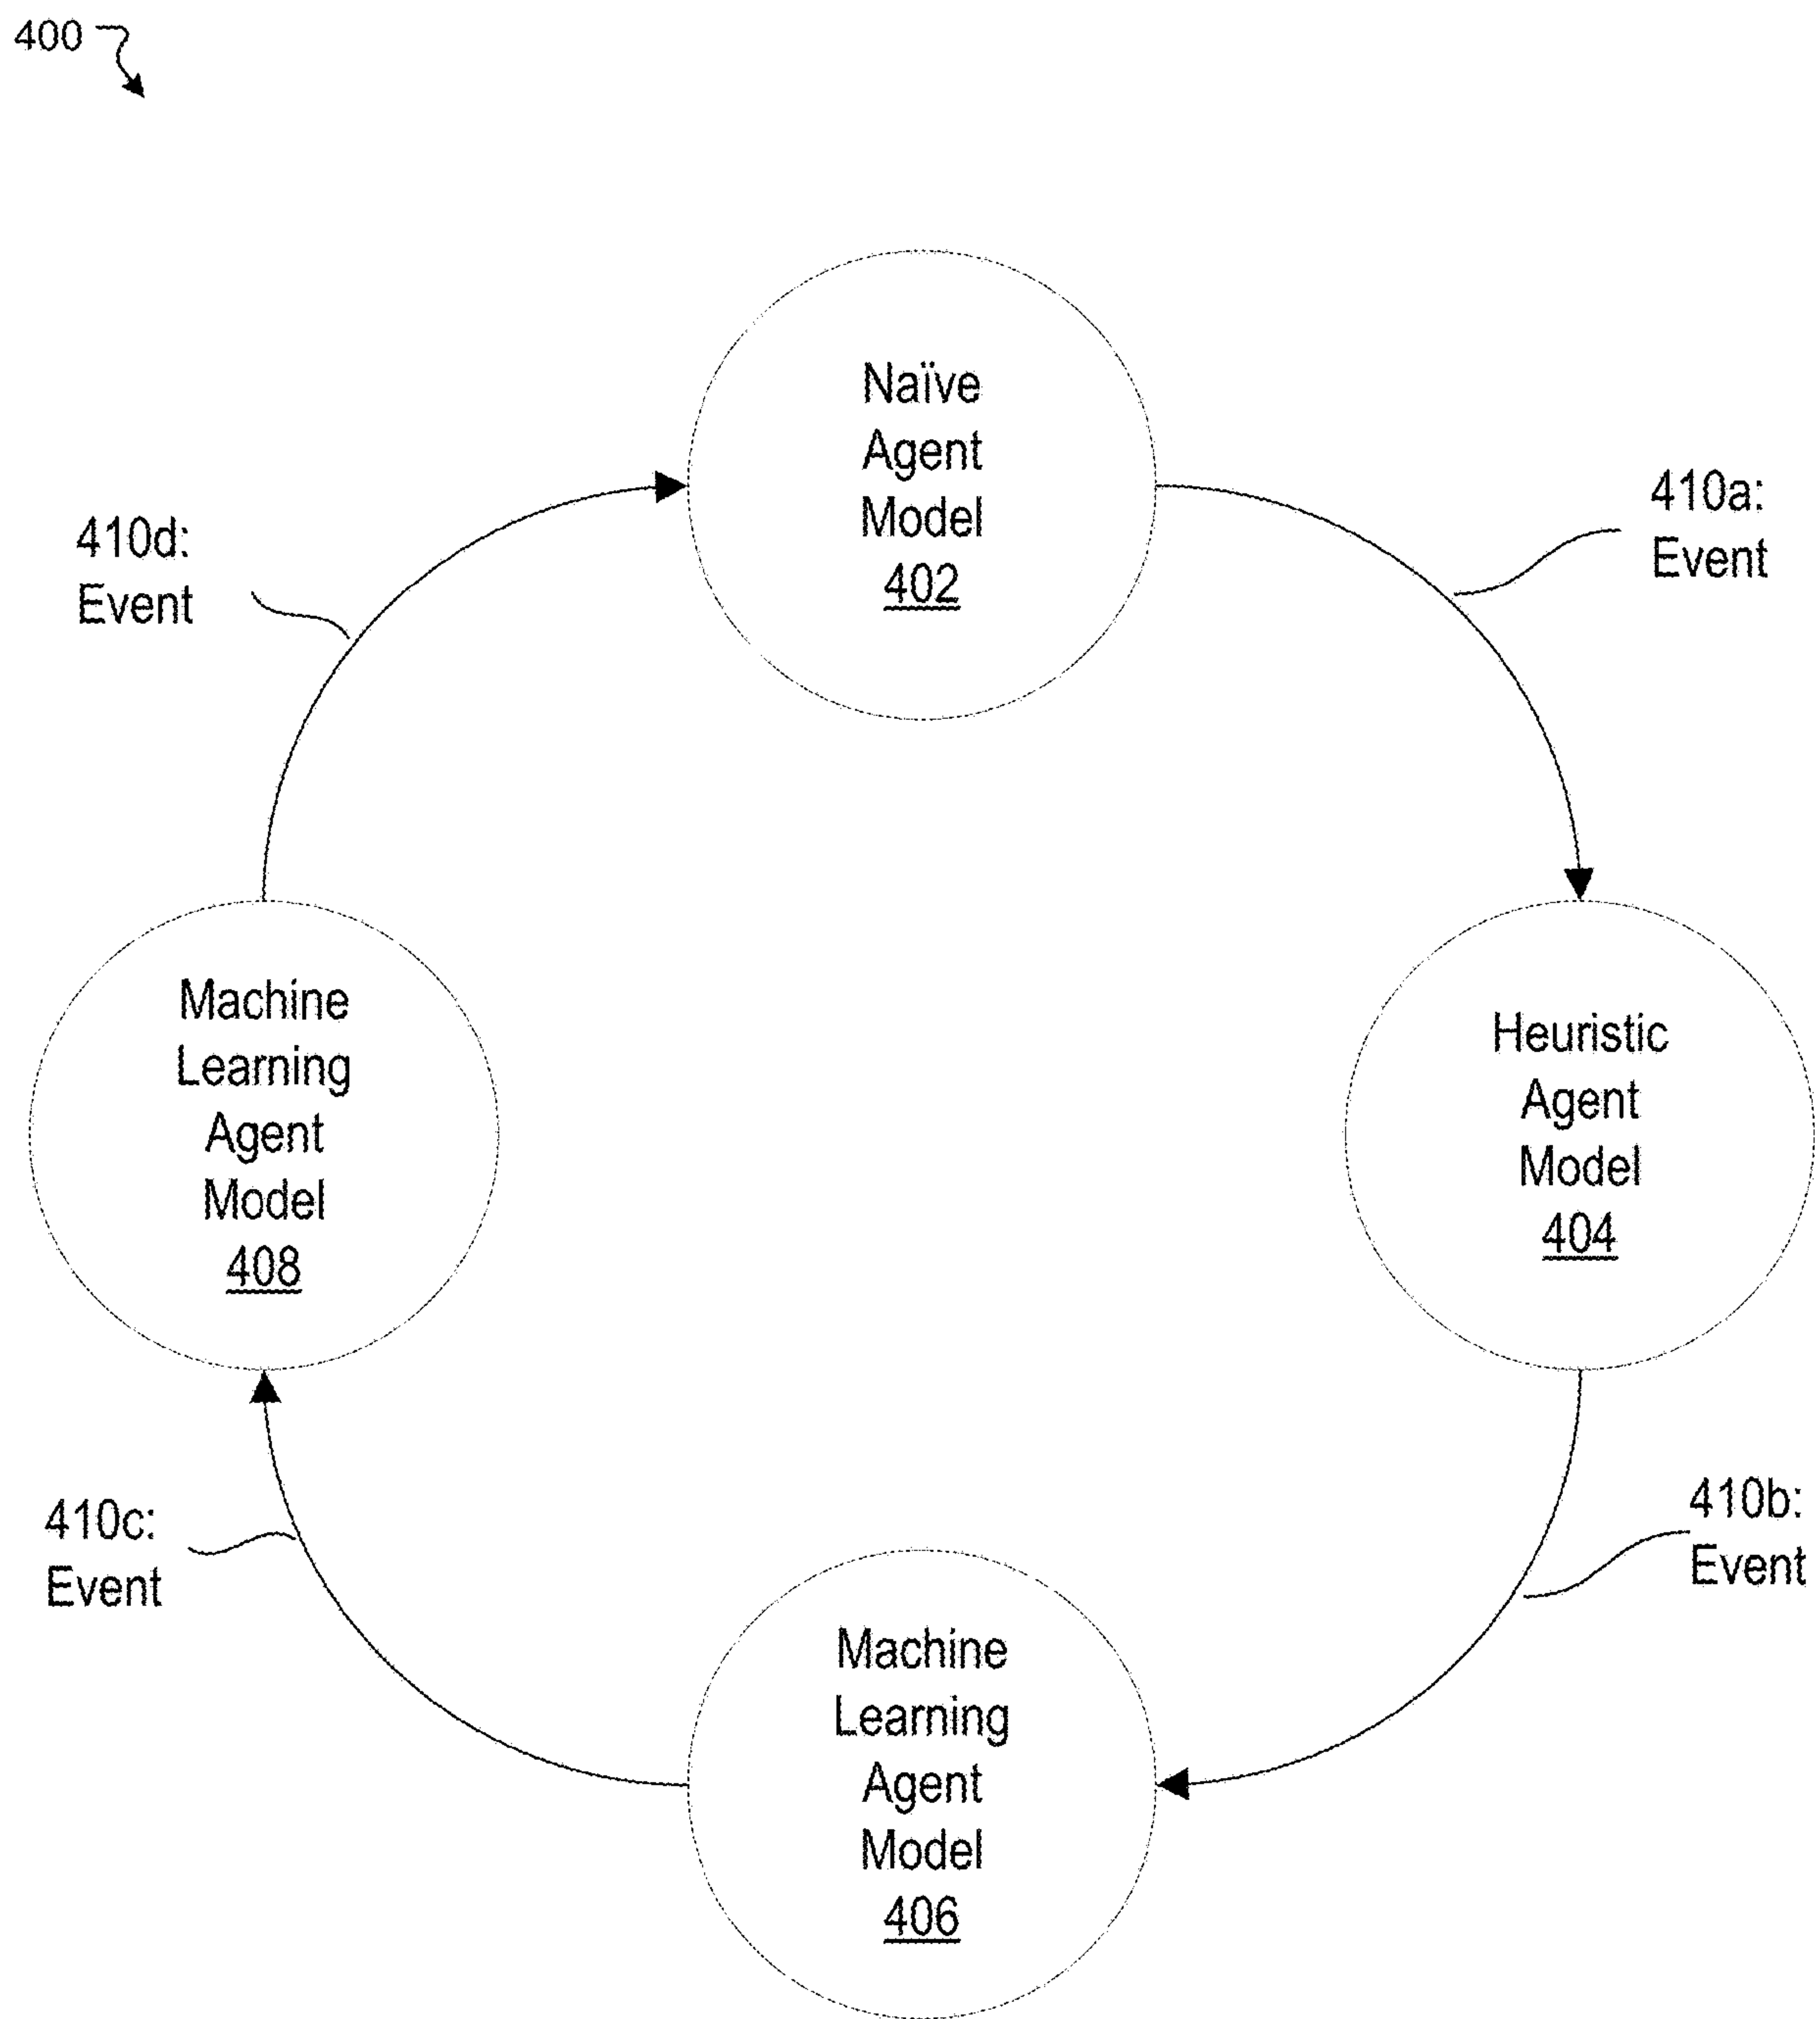 400
Naïve
Agent
Model
402
410a:
Event
410d:
Event
Machine
Learning
Agent
Model
408
Heuristic
Agent
Model
404
410c:
Event
410b:
Event
Machine
Learning
Agent
Model
406